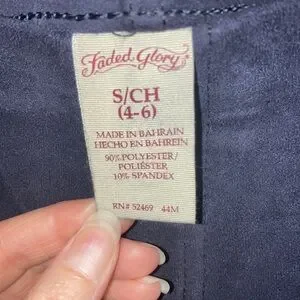 Faded Glory
S/CH
(4-6)
MADE IN BAHRAIN
HECHO EN BAHREIN
90% POLYESTER/
POLIÉSTER
10% SPANDEX
RN# 52469 44M